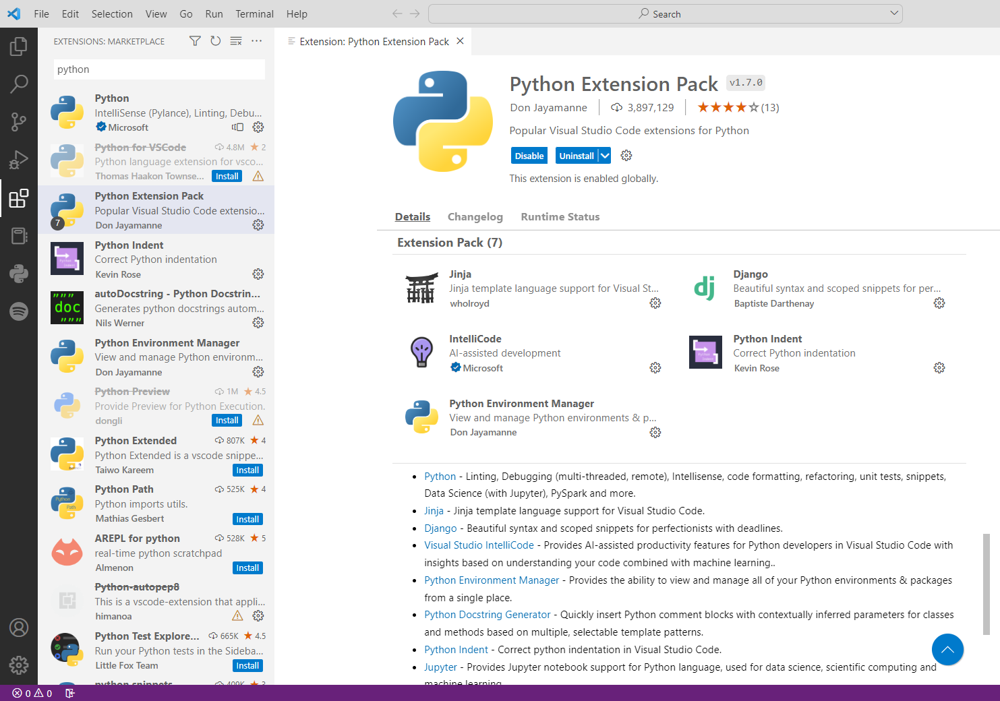 File Edit Selection View Go Run Terminal Help
Search
EXTENSIONS: MARKETPLACE
python
Python
IntelliSense (Pylance), Linting, Debu...
Microsoft
Python for VSCode 4.8M 2
Python language extension for vsco...
Thomas Haakon Townse... Install
Python Extension Pack
Popular Visual Studio Code extensio...
7
Don Jayamanne
Python Indent
Correct Python indentation
Kevin Rose
autoDocstring - Python Docstrin...
doc
Generates python docstrings autom...
Nils Werner
Python Environment Manager
View and manage Python environm...
Don Jayamanne
Python Preview 1M 4.5
Provide Preview for Python Execution.
dongli Install
Python Extended 807K 4
Python Extended is a vscode snippe...
Taiwo Kareem Install
Python Path 525K 4
Python
Path
Python imports utils.
Mathias Gesbert Install
AREPL for python 528K 5
real-time python scratchpad
Almenon Install
Python-autopep8
This is a vscode-extension that appli...
himanoa
Python Test Explore... 665K 4.5
Run your Python tests in the Sideba...
Little Fox Team Install
python snippets 409K 3
0 0
Extension: Python Extension Pack
Python Extension Pack v1.7.0
Don Jayamanne 3,897,129 (13)
Popular Visual Studio Code extensions for Python
Disable Uninstall
This extension is enabled globally.
Details Changelog Runtime Status
Extension Pack (7)
Jinja
Jinja template language support for Visual St...
wholroyd
dj
Django
Beautiful syntax and scoped snippets for per...
Baptiste Darthenay
IntelliCode
AI-assisted development
Microsoft
Python Indent
Correct Python indentation
Kevin Rose
Python Environment Manager
View and manage Python environments & p...
Don Jayamanne
• Python - Linting, Debugging (multi-threaded, remote), Intellisense, code formatting, refactoring, unit tests, snippets,
Data Science (with Jupyter), PySpark and more.
• Jinja - Jinja template language support for Visual Studio Code.
• Django - Beautiful syntax and scoped snippets for perfectionists with deadlines.
• Visual Studio IntelliCode - Provides AI-assisted productivity features for Python developers in Visual Studio Code with
insights based on understanding your code combined with machine learning..
• Python Environment Manager - Provides the ability to view and manage all of your Python environments & packages
from a single place.
• Python Docstring Generator - Quickly insert Python comment blocks with contextually inferred parameters for classes
and methods based on multiple, selectable template patterns.
• Python Indent - Correct python indentation in Visual Studio Code.
• Jupyter - Provides Jupyter notebook support for Python language, used for data science, scientific computing and
machine learning